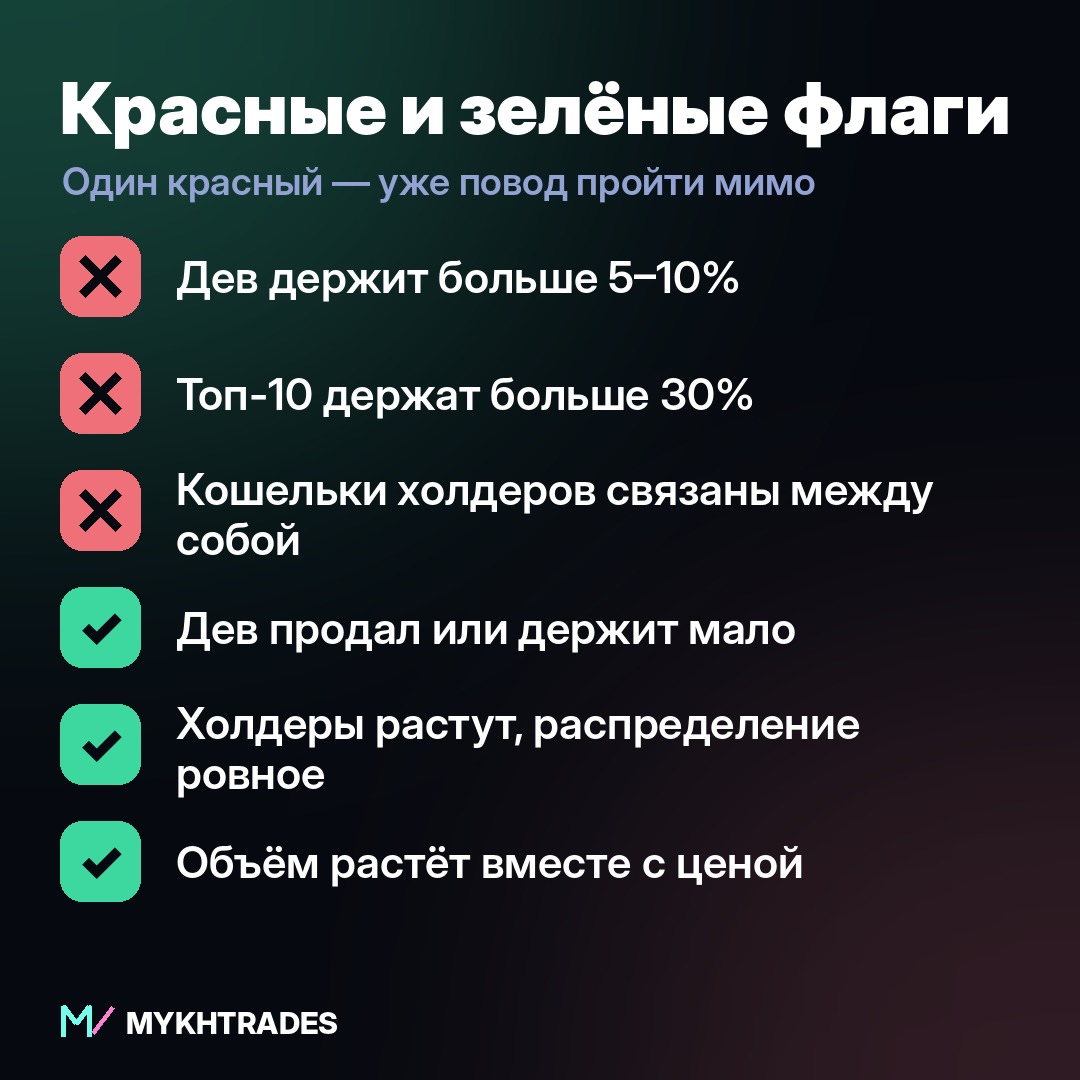 Красные и зелёные флаги
Один красный — уже повод пройти мимо
Дев держит больше 5–10%
Топ-10 держат больше 30%
Кошельки холдеров связаны между
собой
Дев продал или держит мало
Холдеры растут, распределение
ровное
Объём растёт вместе с ценой
MYKHTRADES